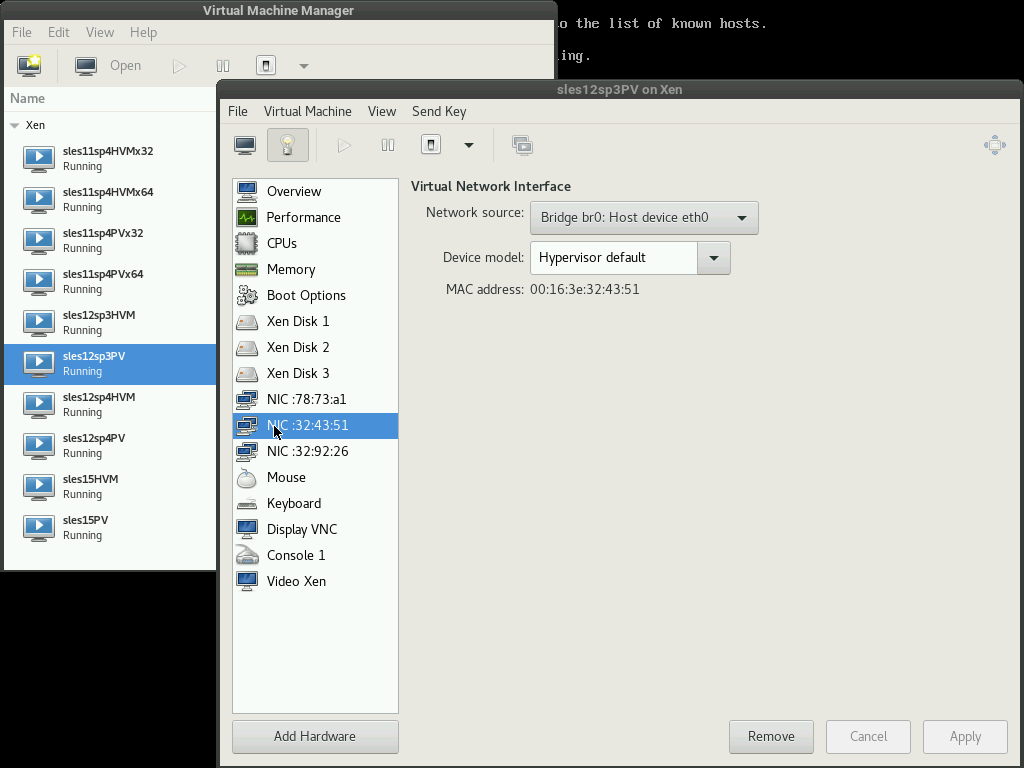 Virtual Machine Manager
File Edit View Help
Open
Name
Xen
sles11sp4HVMx32
Running
sles11sp4HVMx64
Running
sles11sp4PVx32
Running
sles11sp4PVx64
Running
sles12sp3HVM
Running
sles12sp3PV
Running
sles12sp4HVM
Running
sles12sp4PV
Running
sles15HVM
Running
sles15PV
Running
to the list of known hosts.
ing.
sles12sp3PV on Xen
File Virtual Machine View Send Key
Overview
Performance
CPUs
Memory
Boot Options
Xen Disk 1
Xen Disk 2
Xen Disk 3
NIC :78:73:a1
NIC :32:43:51
NIC :32:92:26
Mouse
Keyboard
Display VNC
Console 1
Video Xen
Add Hardware
Virtual Network Interface
Network source: Bridge br0: Host device eth0
Device model: Hypervisor default
MAC address: 00:16:3e:32:43:51
Remove Cancel Apply